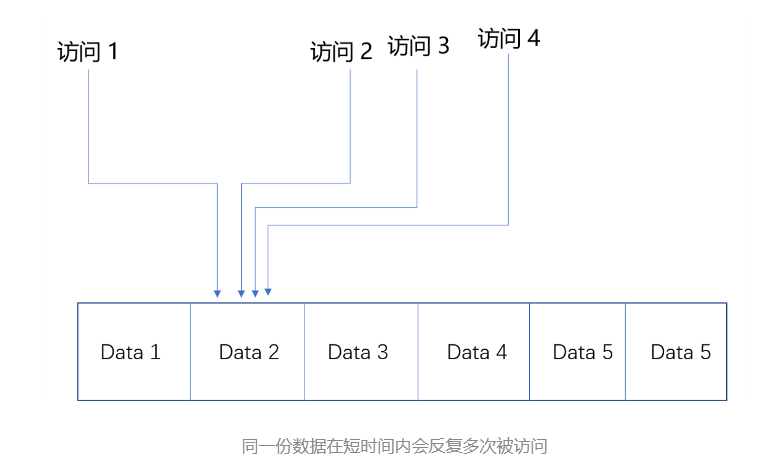 访问 1
访问 2
访问 3
访问 4
Data 1
Data 2
Data 3
Data 4
Data 5
Data 5
同一份数据在短时间内会反复多次被访问